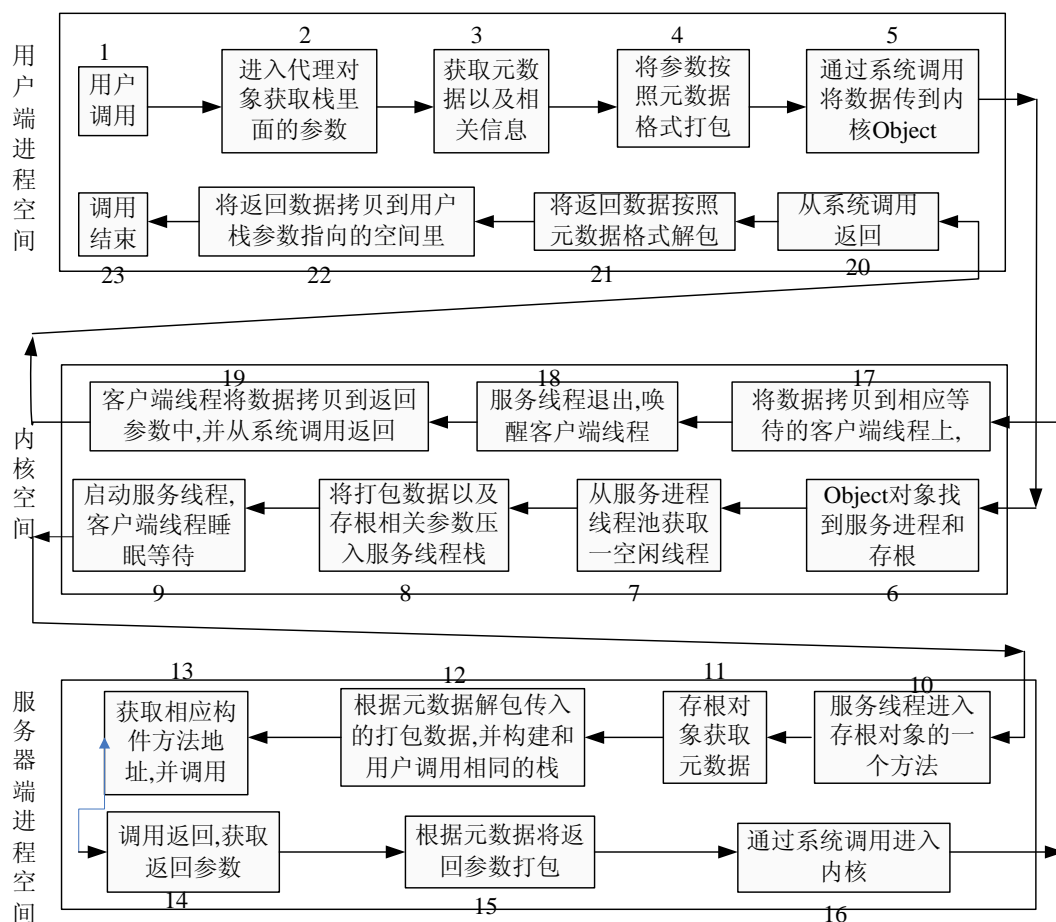 用户端进程空间
1
用户
调用
2
进入代理对
象获取栈里
面的参数
3
获取元数
据以及相
关信息
4
将参数按
照元数据
格式打包
5
通过系统调用
将数据传到内
核Object
调用
结束
23
将返回数据拷贝到用户
栈参数指向的空间里
22
将返回数据按照
元数据格式解包
21
从系统调用
返回
20
内核空间
19
客户端线程将数据拷贝到返回
参数中,并从系统调用返回
18
服务线程退出,唤
醒客户端线程
17
将数据拷贝到相应等
待的客户端线程上,
启动服务线程,
客户端线程睡
眠等待
9
将打包数据以及
存根相关参数压
入服务线程栈
8
从服务进程
线程池获取
一空闲线程
7
Object对象找
到服务进程和
存根
6
服务器端进程空间
13
获取相应构
件方法地
址,并调用
12
根据元数据解包传入
的打包数据,并构建和
用户调用相同的栈
11
存根对
象获取
元数据
10
服务线程进入
存根对象的一
个方法
调用返回,获取
返回参数
14
根据元数据将返
回参数打包
15
通过系统调用进入
内核
16